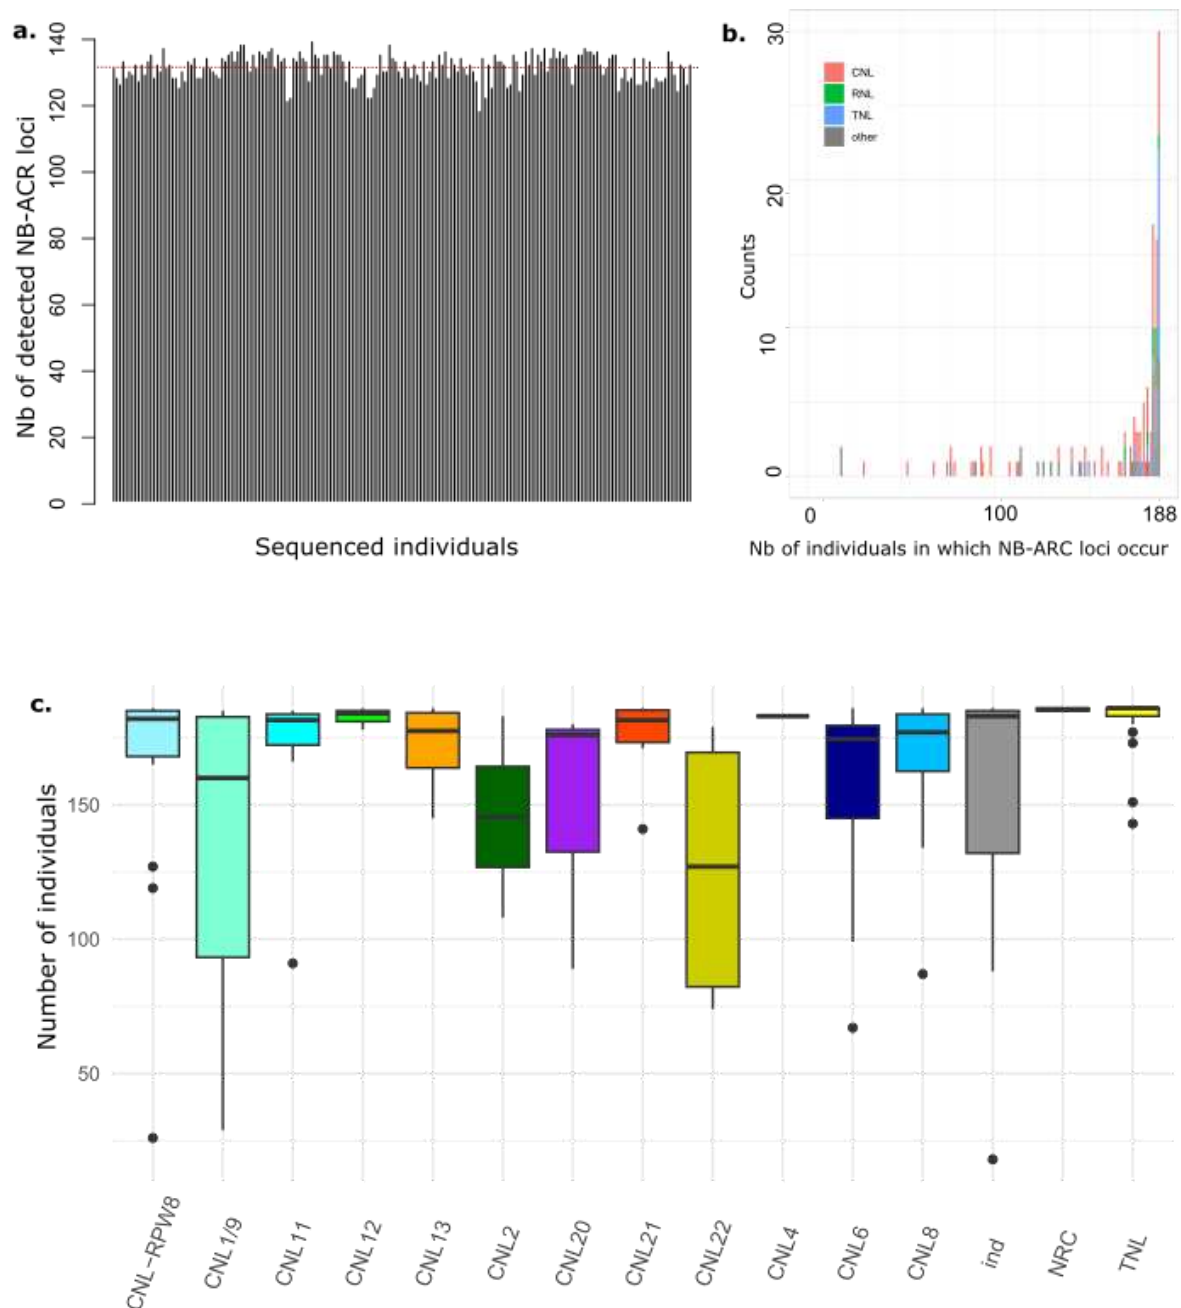 a.
Nb of detected NB-ACR loci
140
120
100
80
60
40
20
0
Sequenced individuals
b.
Counts
30
20
10
0
CNL
RNL
TNL
other
0 100 188
Nb of individuals in which NB-ARC loci occur
c.
Number of individuals
150
100
50
CNL-RPW8 CNL1/9 CNL11 CNL12 CNL13 CNL2 CNL20 CNL21 CNL22 CNL4 CNL6 CNL8 ind NRC TNL